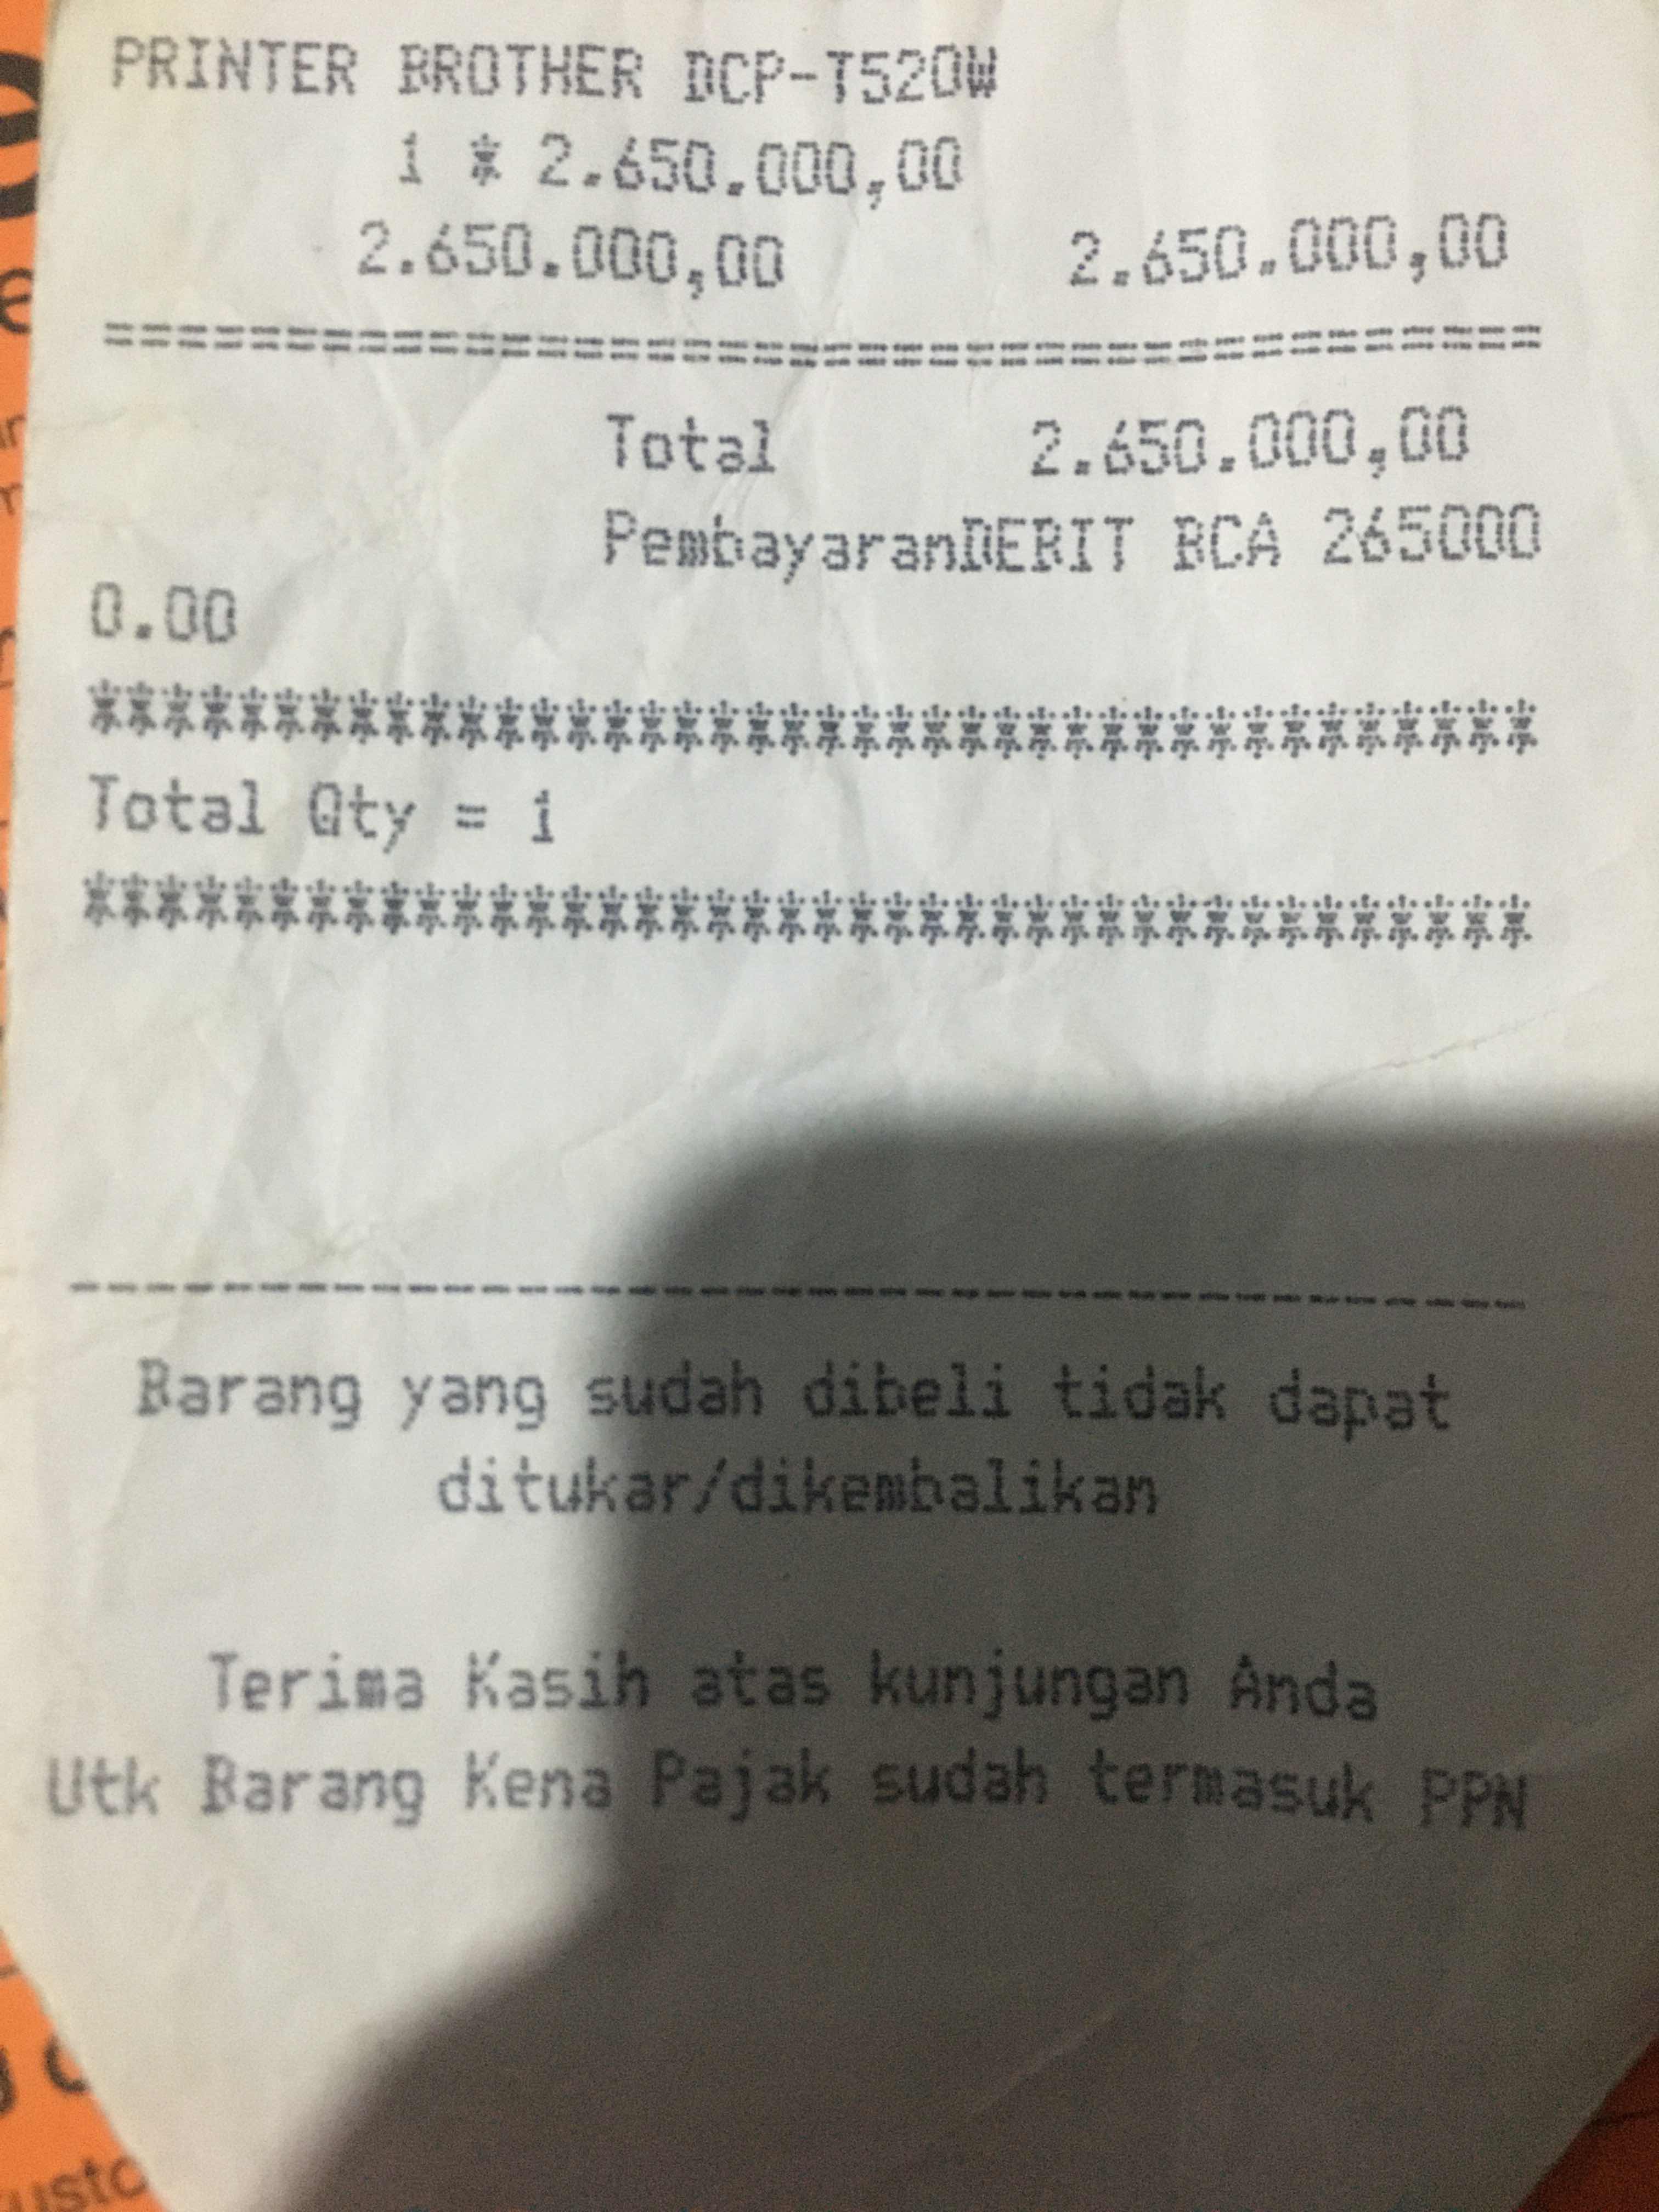 PRINTER BROTHER DCP-T520W
1 * 2.650.000,00
2.650.000,00 2.650.000,00
================================
Total 2.650.000,00
PembayaranDEBIT BCA 265000
0.00
****************************************
Total Qty = 1
****************************************
----------------------------------------
Barang yang sudah dibeli tidak dapat
ditukar/dikembalikan
Terima Kasih atas kunjungan Anda
Utk Barang Kena Pajak sudah termasuk PPN